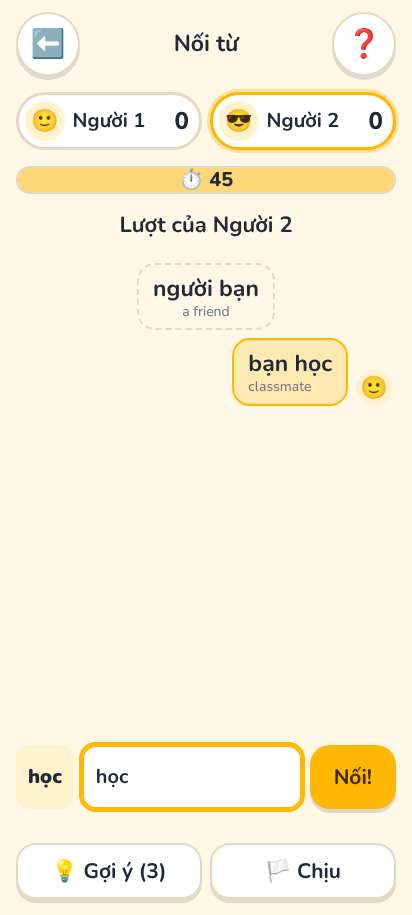 Nối từ
Người 1 0
Người 2 0
45
Lượt của Người 2
người bạn
a friend
bạn học
classmate
học
học
Nối!
Gợi ý (3)
Chịu